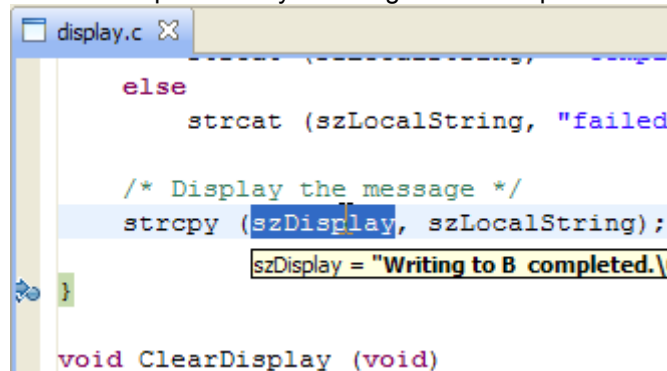 display.c
else
strcat (szLocalString, "failed
/* Display the message */
strcpy (szDisplay, szLocalString);
szDisplay = "Writing to B completed.\
}
void ClearDisplay (void)